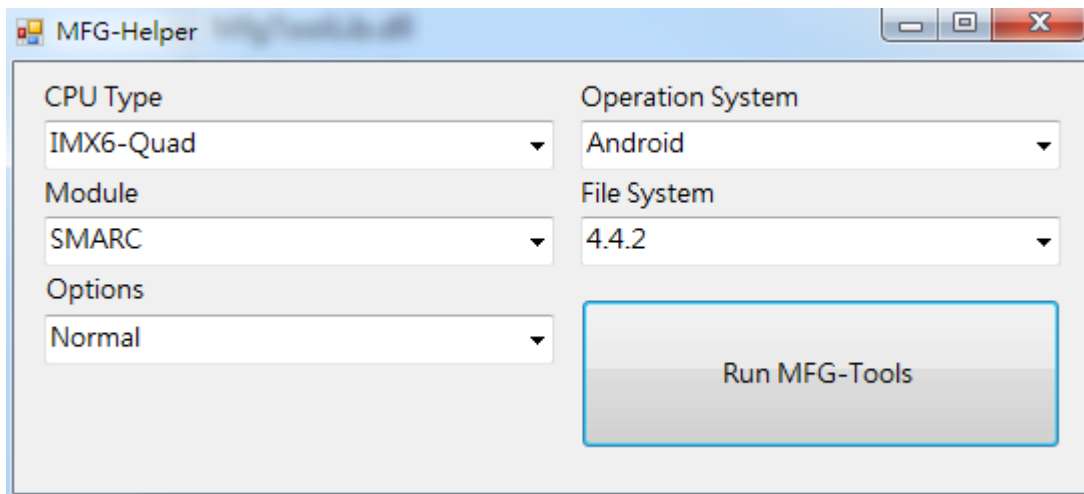 MFG-Helper
CPU Type
Operation System
IMX6-Quad
Android
Module
File System
SMARC
4.4.2
Options
Normal
Run MFG-Tools